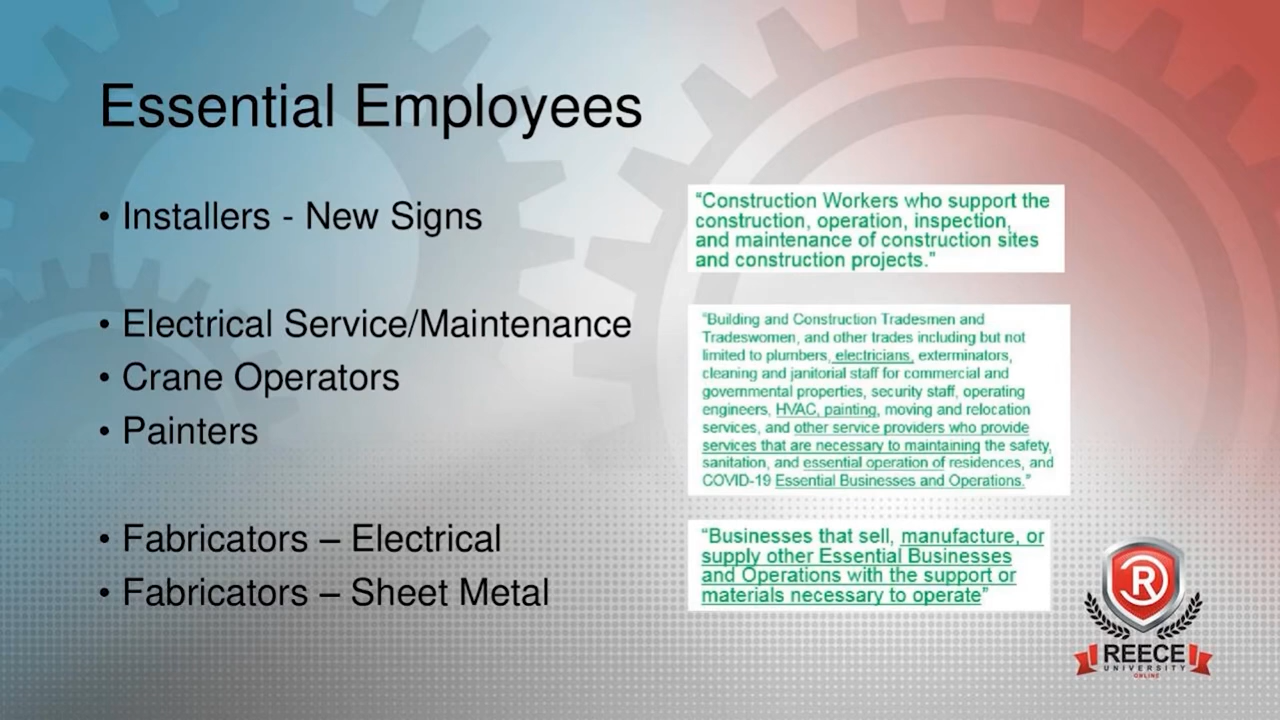 Essential Employees
• Installers - New Signs
“Construction Workers who support the
construction, operation, inspection,
and maintenance of construction sites
and construction projects.”
• Electrical Service/Maintenance
• Crane Operators
• Painters
“Building and Construction Tradesmen and
Tradeswomen, and other trades including but not
limited to plumbers, electricians, exterminators,
cleaning and janitorial staff for commercial and
governmental properties, security staff, operating
engineers, HVAC, painting, moving and relocation
services, and other service providers who provide
services that are necessary to maintaining the safety,
sanitation, and essential operation of residences, and
COVID-19 Essential Businesses and Operations.”
• Fabricators – Electrical
• Fabricators – Sheet Metal
“Businesses that sell, manufacture, or
supply other Essential Businesses
and Operations with the support or
materials necessary to operate”
R
REECE
UNIVERSITY
ONLINE